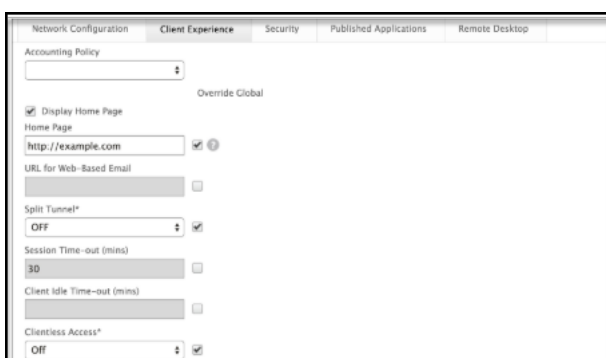 Network Configuration Client Experience Security Published Applications Remote Desktop
Accounting Policy
Override Global
Display Home Page
Home Page
http://example.com
URL for Web-Based Email
Split Tunnel*
OFF
Session Time-out (mins)
30
Client Idle Time-out (mins)
Clientless Access*
Off